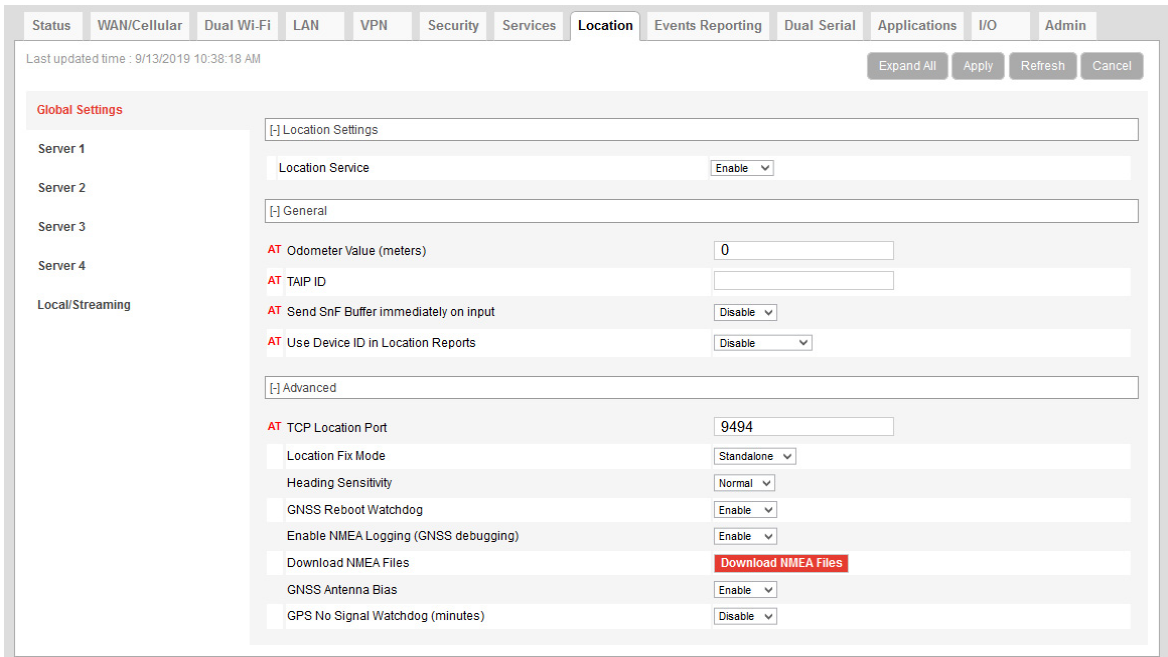 Status WAN/Cellular Dual Wi-Fi LAN VPN Security Services Location Events Reporting Dual Serial Applications I/O Admin
Last updated time : 9/13/2019 10:38:18 AM
Expand All Apply Refresh Cancel
Global Settings
Server 1
Server 2
Server 3
Server 4
Local/Streaming
[-] Location Settings
Location Service Enable
[-] General
AT Odometer Value (meters) 0
AT TAIP ID
AT Send SnF Buffer immediately on input Disable
AT Use Device ID in Location Reports Disable
[-] Advanced
AT TCP Location Port 9494
Location Fix Mode Standalone
Heading Sensitivity Normal
GNSS Reboot Watchdog Enable
Enable NMEA Logging (GNSS debugging) Enable
Download NMEA Files Download NMEA Files
GNSS Antenna Bias Enable
GPS No Signal Watchdog (minutes) Disable